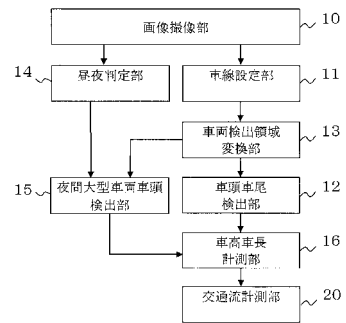 画像撮像部
10
14
昼夜判定部
車線設定部
11
車両検出領域
変換部
13
15
夜間大型車両車頭
検出部
車頭車尾
検出部
12
車高車長
計測部
16
交通流計測部
20